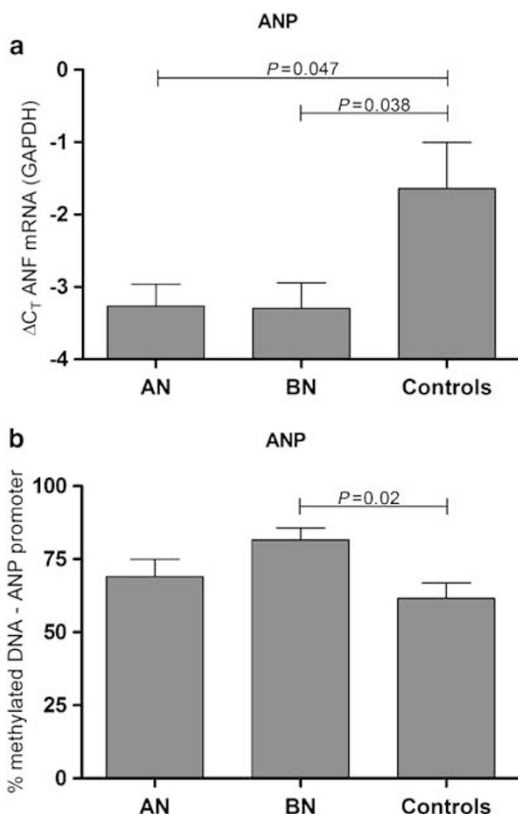 ANP
a
0
P=0.047
P=0.038
-1
-2
-3
-4
ΔCT ANF mRNA (GAPDH)
AN BN Controls
b
ANP
100
P=0.02
75
50
25
0
% methylated DNA - ANP promoter
AN BN Controls